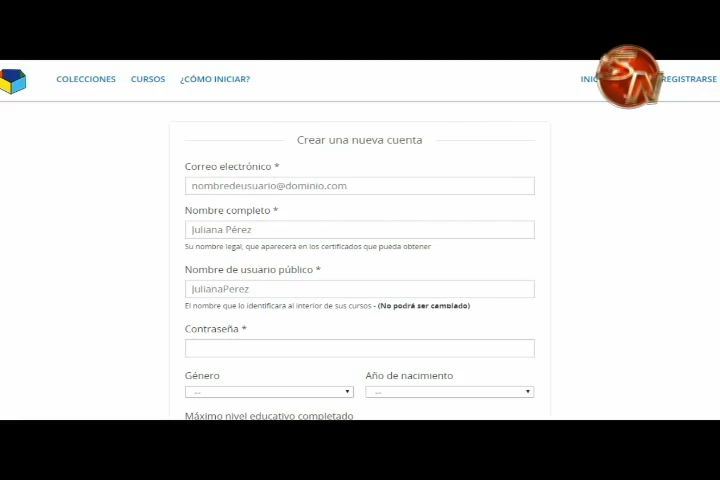 COLECCIONES CURSOS ¿CÓMO INICIAR? REGISTRARSE
SN
Crear una nueva cuenta
Correo electrónico *
nombredeusuario@dominio.com
Nombre completo *
Juliana Pérez
Su nombre legal, que aparecerá en los certificados que pueda obtener
Nombre de usuario público *
JulianaPerez
El nombre que lo identificara al interior de sus cursos - (No podrá ser cambiado)
Contraseña *
Género Año de nacimiento
-- --
Máximo nivel educativo completado